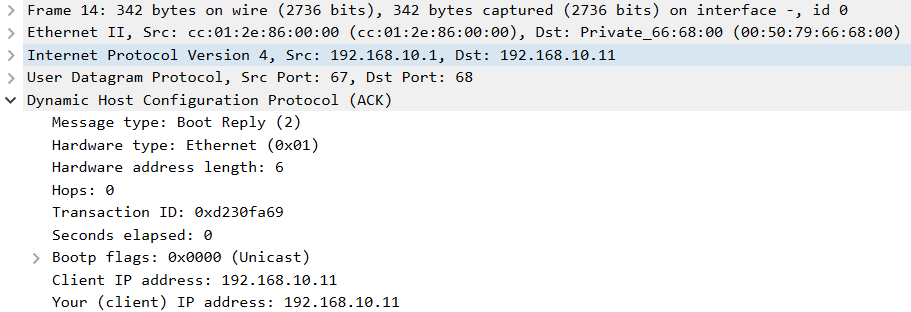 Frame 14: 342 bytes on wire (2736 bits), 342 bytes captured (2736 bits) on interface -, id 0
Ethernet II, Src: cc:01:2e:86:00:00 (cc:01:2e:86:00:00), Dst: Private_66:68:00 (00:50:79:66:68:00)
Internet Protocol Version 4, Src: 192.168.10.1, Dst: 192.168.10.11
User Datagram Protocol, Src Port: 67, Dst Port: 68
Dynamic Host Configuration Protocol (ACK)
Message type: Boot Reply (2)
Hardware type: Ethernet (0x01)
Hardware address length: 6
Hops: 0
Transaction ID: 0xd230fa69
Seconds elapsed: 0
Bootp flags: 0x0000 (Unicast)
Client IP address: 192.168.10.11
Your (client) IP address: 192.168.10.11